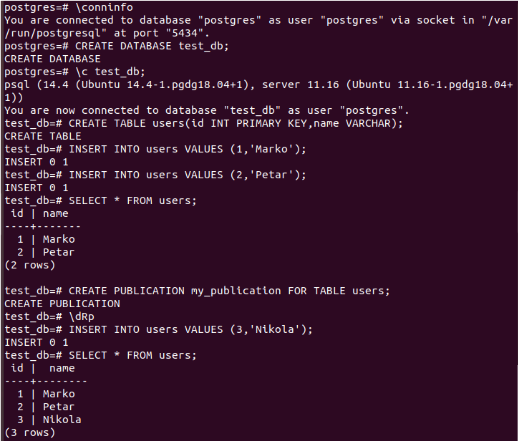 postgres=# \conninfo
You are connected to database "postgres" as user "postgres" via socket in "/var
/run/postgresql" at port "5434".
postgres=# CREATE DATABASE test_db;
CREATE DATABASE
postgres=# \c test_db;
psql (14.4 (Ubuntu 14.4-1.pgdg18.04+1), server 11.16 (Ubuntu 11.16-1.pgdg18.04+
1))
You are now connected to database "test_db" as user "postgres".
test_db=# CREATE TABLE users(id INT PRIMARY KEY,name VARCHAR);
CREATE TABLE
test_db=# INSERT INTO users VALUES (1,'Marko');
INSERT 0 1
test_db=# INSERT INTO users VALUES (2,'Petar');
INSERT 0 1
test_db=# SELECT * FROM users;
 id | name
----+-------
  1 | Marko
  2 | Petar
(2 rows)

test_db=# CREATE PUBLICATION my_publication FOR TABLE users;
CREATE PUBLICATION
test_db=# \dRp
test_db=# INSERT INTO users VALUES (3,'Nikola');
INSERT 0 1
test_db=# SELECT * FROM users;
 id |  name
----+--------
  1 | Marko
  2 | Petar
  3 | Nikola
(3 rows)